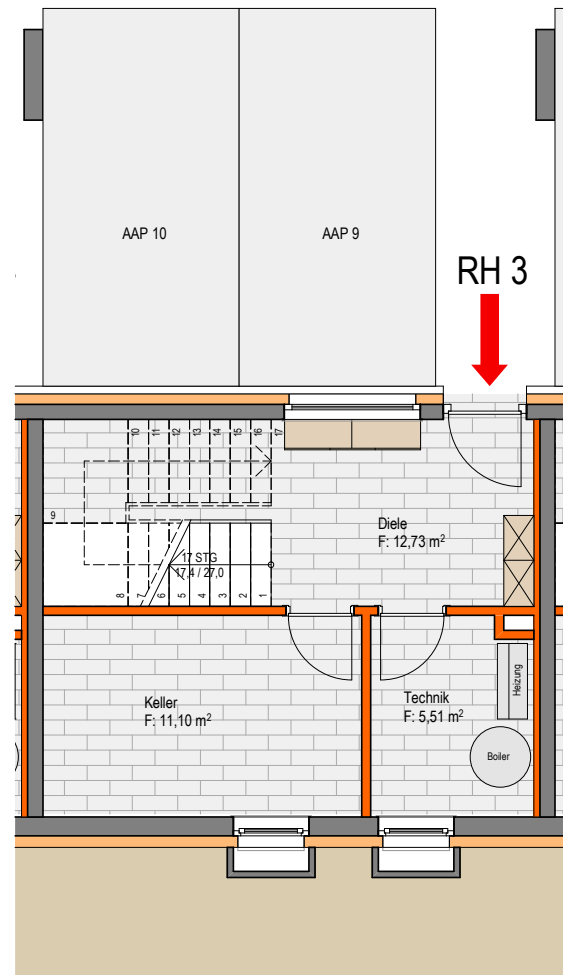 AAP 10
AAP 9
RH 3
10
11
12
13
14
15
16
17
9
Diele
F: 12,73 m²
17 STG
17,4 / 27,0
8
7
6
5
4
3
2
1
Keller
F: 11,10 m²
Technik
F: 5,51 m²
Heizung
Boiler